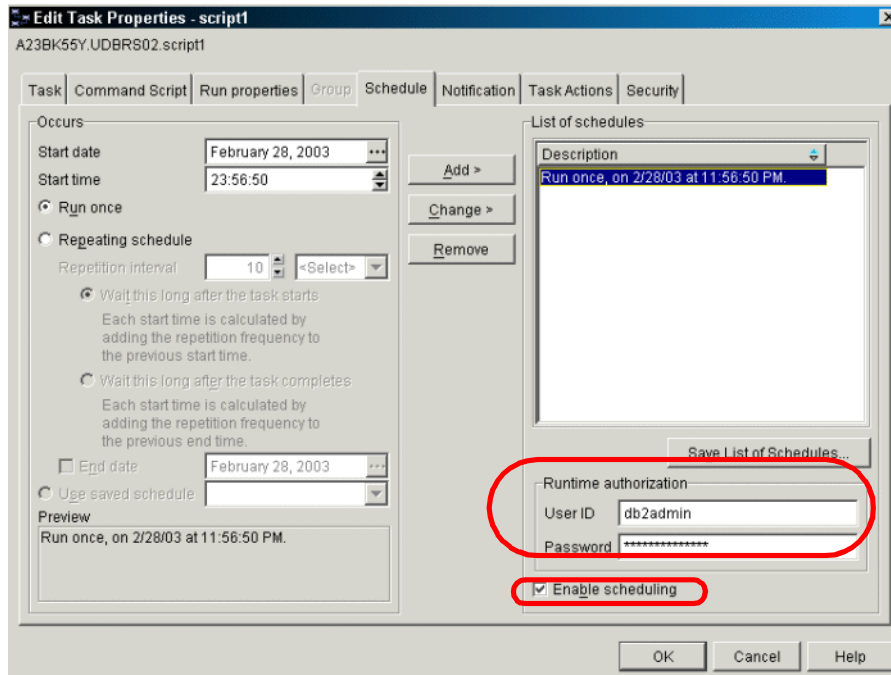 Edit Task Properties - script1
A23BK55Y.UDBRS02.script1
Task Command Script Run properties Group Schedule Notification Task Actions Security
Occurs
Start date February 28, 2003 ...
Start time 23:56:50
Run once
Repeating schedule
Repetition interval 10 <Select>
Wait this long after the task starts
Each start time is calculated by
adding the repetition frequency to
the previous start time.
Wait this long after the task completes
Each start time is calculated by
adding the repetition frequency to
the previous end time.
End date February 28, 2003 ...
Use saved schedule
Preview
Run once, on 2/28/03 at 11:56:50 PM.
Add >
Change >
Remove
List of schedules
Description
Run once, on 2/28/03 at 11:56:50 PM.
Save List of Schedules...
Runtime authorization
User ID db2admin
Password **************
Enable scheduling
OK Cancel Help